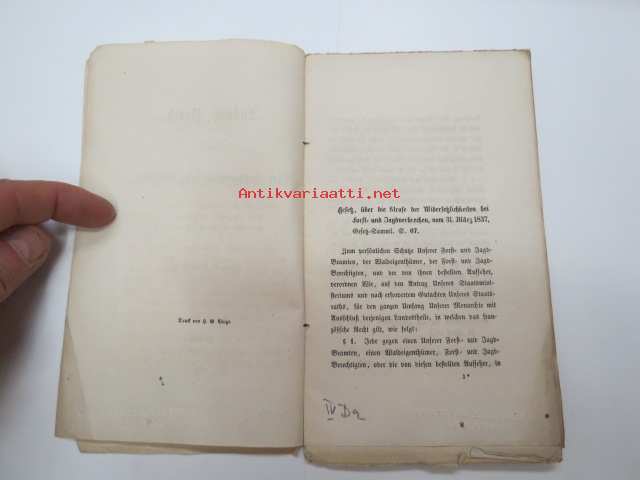 Druck von H. W.
Antikvariaatti.net
Gesetz, über die Strafe der Widersetzlichkeiten bei
Forst- und Jagdverbrechen, vom 31. März 1837,
Gesetz-Samml. S. 67.
Zum persönlichen Schutze Unserer Forst- und Jagd-
Beamten, der Waldeigenthümer, der Forst- und Jagd-
Berechtigten, und der von ihnen bestellten Aufseher,
verordnen Wir, auf den Antrag Unseres Staatsmini-
steriums und nach erfordertem Gutachten Unseres Staats-
raths, für den ganzen Umfang Unserer Monarchie mit
Ausschluß derjenigen Landestheile, in welchen das fran-
zösische Recht gilt, wie folgt:
§ 1. Jede gegen einen Unserer Forst- und Jagd-
Beamten, einen Waldeigenthümer, Forst- und Jagd-
Berechtigten, oder die von diesen bestellten Aufseher, in
1*
IV Da